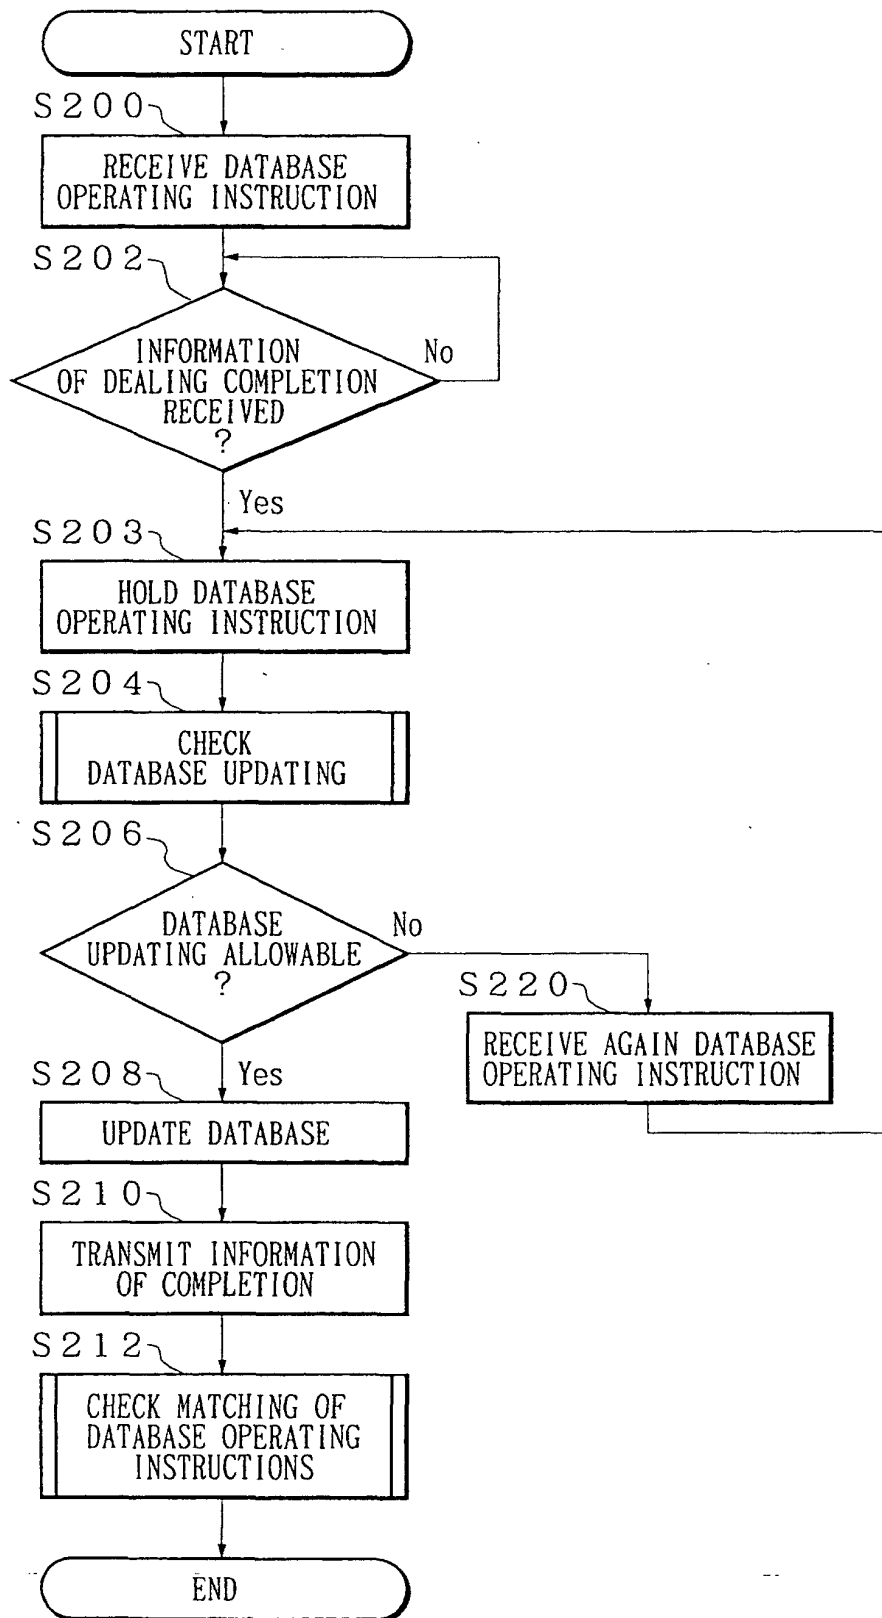 START
S200
RECEIVE DATABASE
OPERATING INSTRUCTION
S202
INFORMATION
OF DEALING COMPLETION
RECEIVED
?
No
Yes
S203
HOLD DATABASE
OPERATING INSTRUCTION
S204
CHECK
DATABASE UPDATING
S206
DATABASE
UPDATING ALLOWABLE
?
No
S220
RECEIVE AGAIN DATABASE
OPERATING INSTRUCTION
Yes
S208
UPDATE DATABASE
S210
TRANSMIT INFORMATION
OF COMPLETION
S212
CHECK MATCHING OF
DATABASE OPERATING
INSTRUCTIONS
END